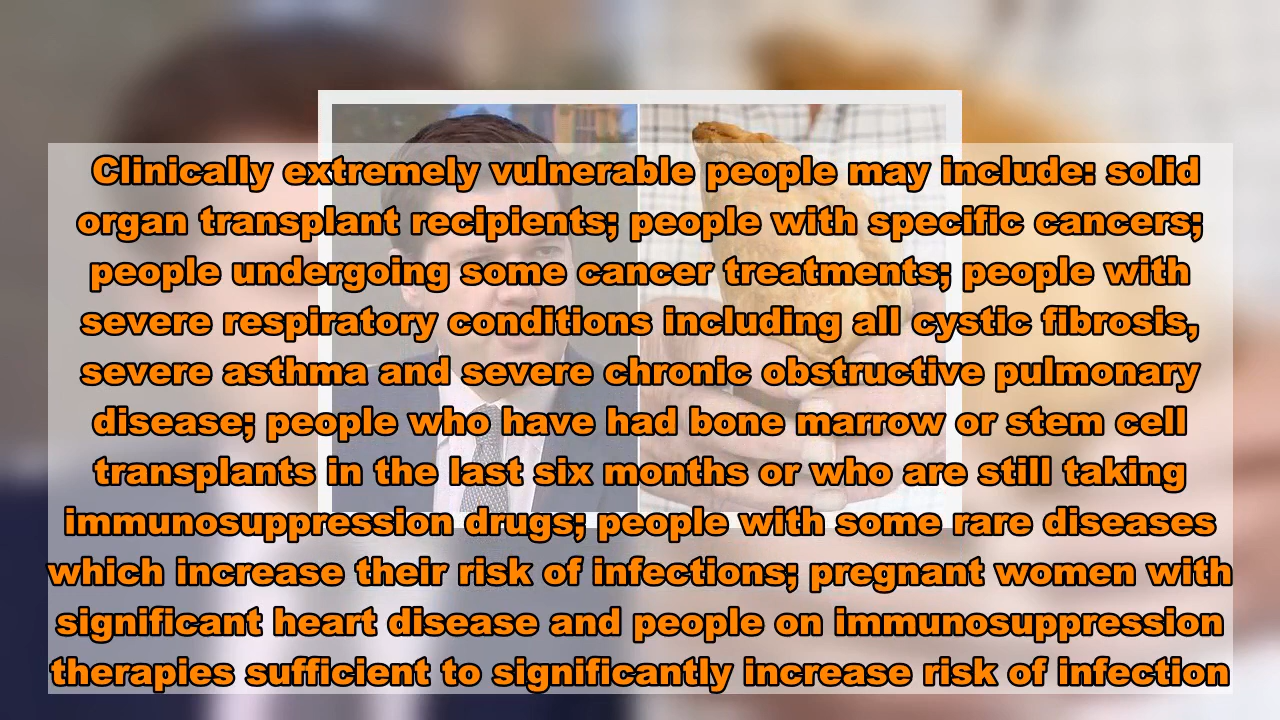 Clinically extremely vulnerable people may include: solid
organ transplant recipients; people with specific cancers;
people undergoing some cancer treatments; people with
severe respiratory conditions including all cystic fibrosis,
severe asthma and severe chronic obstructive pulmonary
disease; people who have had bone marrow or stem cell
transplants in the last six months or who are still taking
immunosuppression drugs; people with some rare diseases
which increase their risk of infections; pregnant women with
significant heart disease and people on immunosuppression
therapies sufficient to significantly increase risk of infection